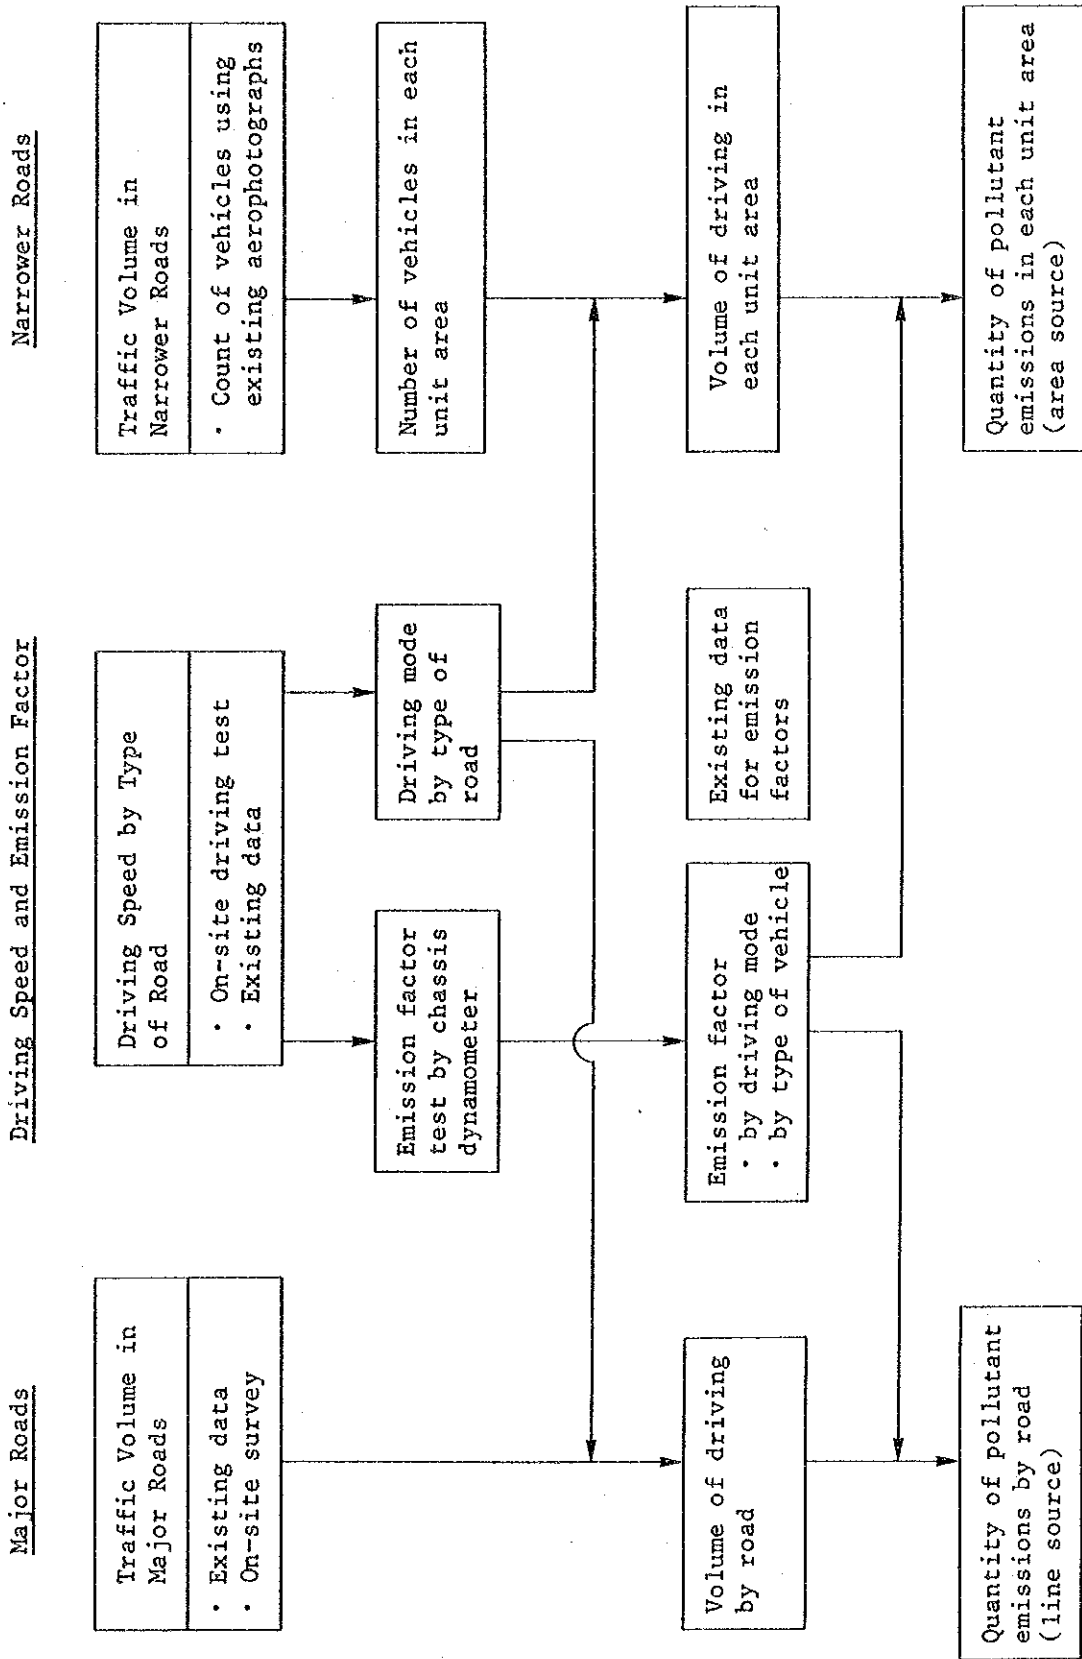 Major Roads
Traffic Volume in
Major Roads
· Existing data
· On-site survey
Volume of driving
by road
Quantity of pollutant
emissions by road
(line source)
Driving Speed and Emission Factor
Driving Speed by Type
of Road
· On-site driving test
· Existing data
Emission factor
test by chassis
dynamometer
Driving mode
by type of
road
Emission factor
· by driving mode
· by type of vehicle
Existing data
for emission
factors
Narrower Roads
Traffic Volume in
Narrower Roads
· Count of vehicles using
existing aerophotographs
Number of vehicles in each
unit area
Volume of driving in
each unit area
Quantity of pollutant
emissions in each unit area
(area source)